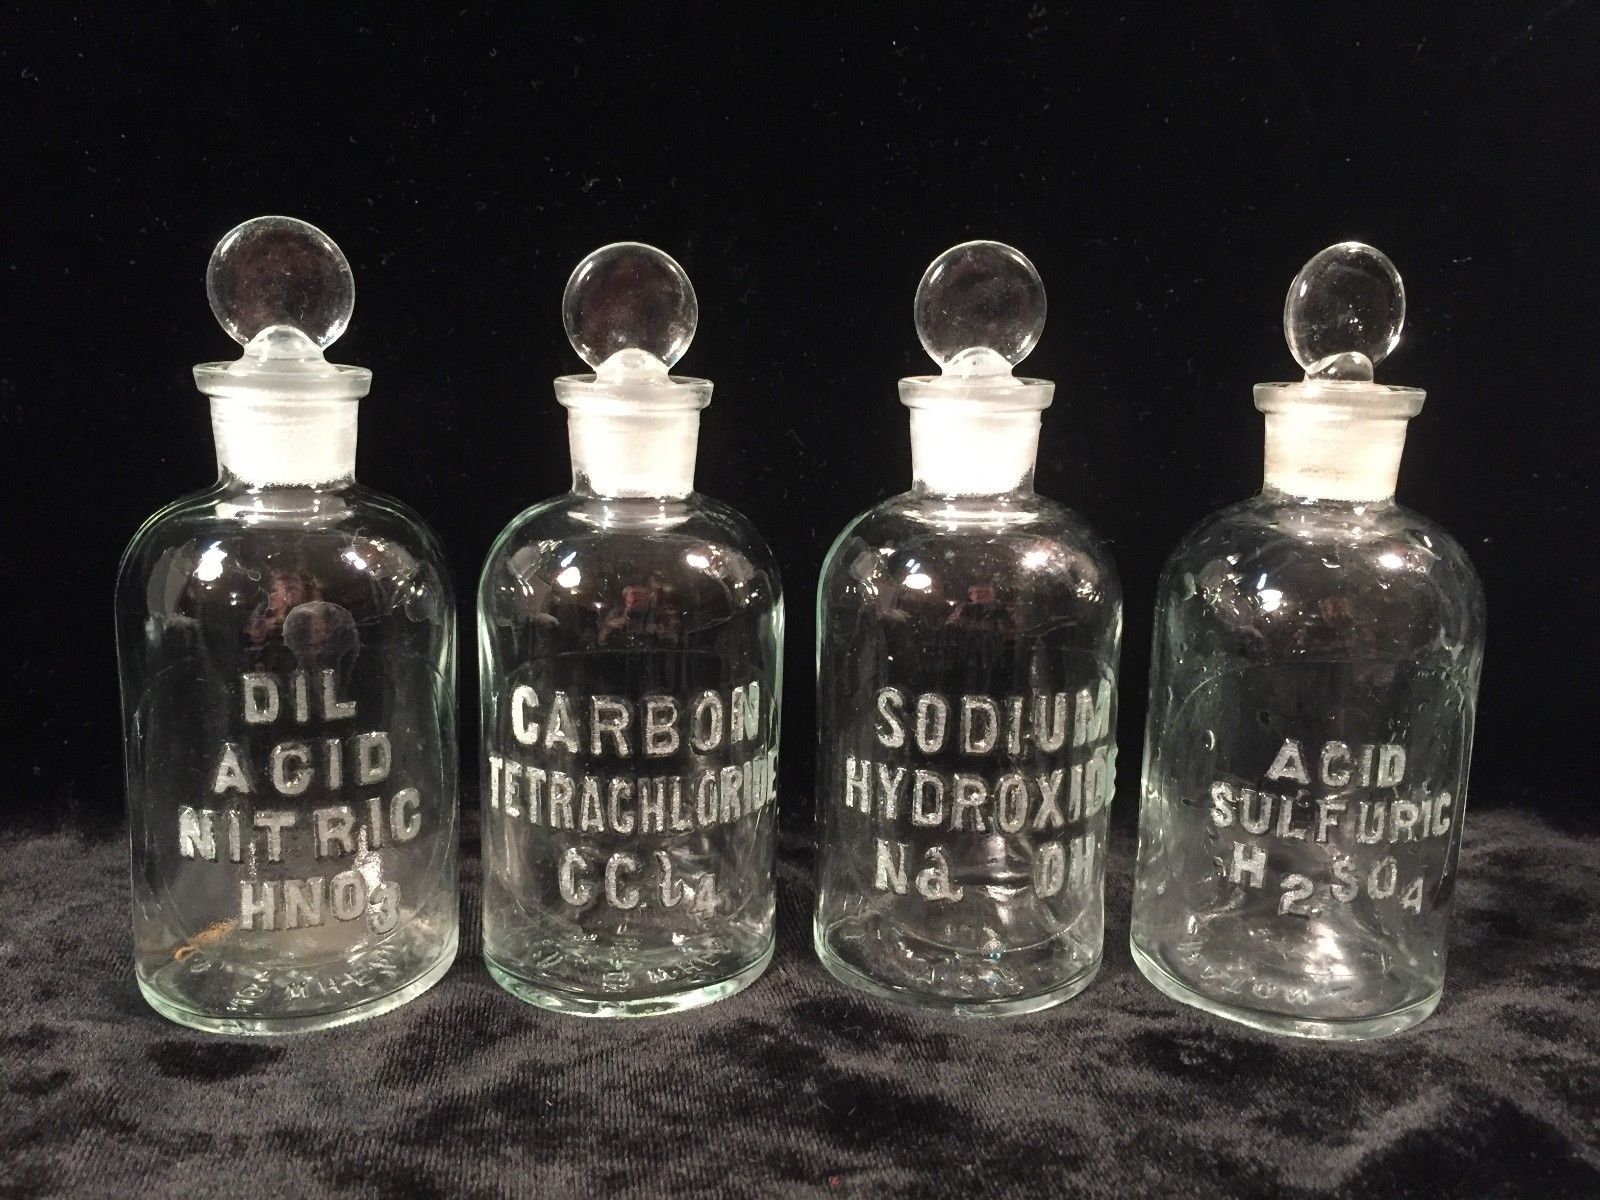 DIL
ACID
NITRIC
HNO3
CARBON
TETRACHLORIDE
CCl4
SODIUM
HYDROXIDE
Na OH
ACID
SULFURIC
H2SO4